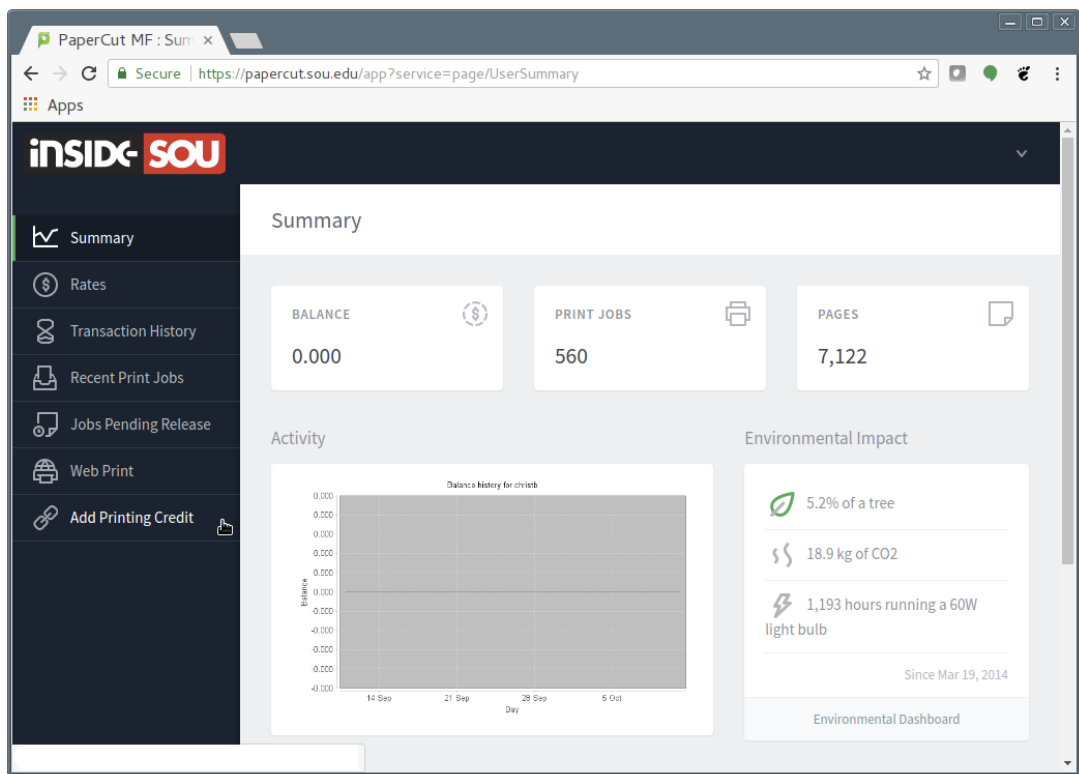 PaperCut MF : Sum
Secure https://papercut.sou.edu/app?service=page/UserSummary
Apps
inSIDE- SOU
Summary
Rates
Transaction History
Recent Print Jobs
Jobs Pending Release
Web Print
Add Printing Credit
Summary
BALANCE
0.000
PRINT JOBS
560
PAGES
7,122
Activity
Balance history for christb
0.000
0.000
0.000
0.000
0.000
0.000
-0.000
-0.000
-0.000
-0.000
-0.000
Balance
14 Sep 21 Sep 28 Sep 5 Oct
Day
Environmental Impact
5.2% of a tree
18.9 kg of CO2
1,193 hours running a 60W
light bulb
Since Mar 19, 2014
Environmental Dashboard